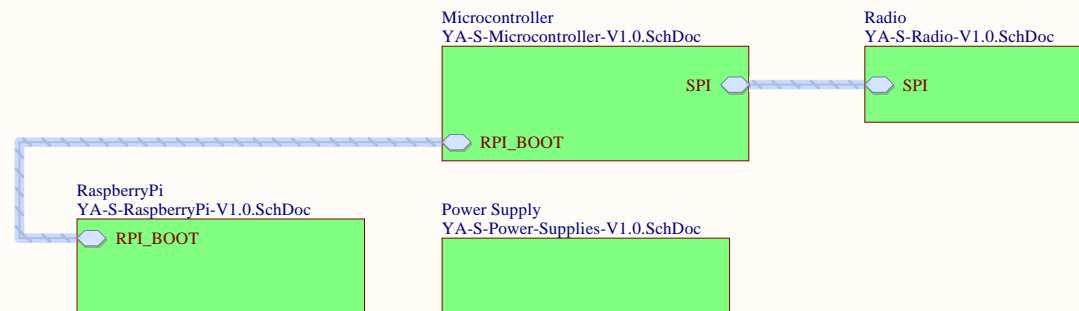 Microcontroller
YA-S-Microcontroller-V1.0.SchDoc
SPI
RPI_BOOT
Radio
YA-S-Radio-V1.0.SchDoc
SPI
RaspberryPi
YA-S-RaspberryPi-V1.0.SchDoc
RPI_BOOT
Power Supply
YA-S-Power-Supplies-V1.0.SchDoc